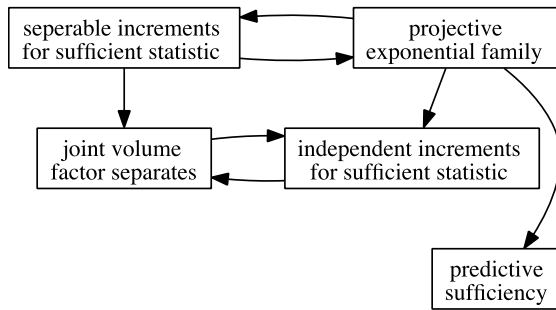 seperable increments
for sufficient statistic
projective
exponential family
joint volume
factor separates
independent increments
for sufficient statistic
predictive
sufficiency